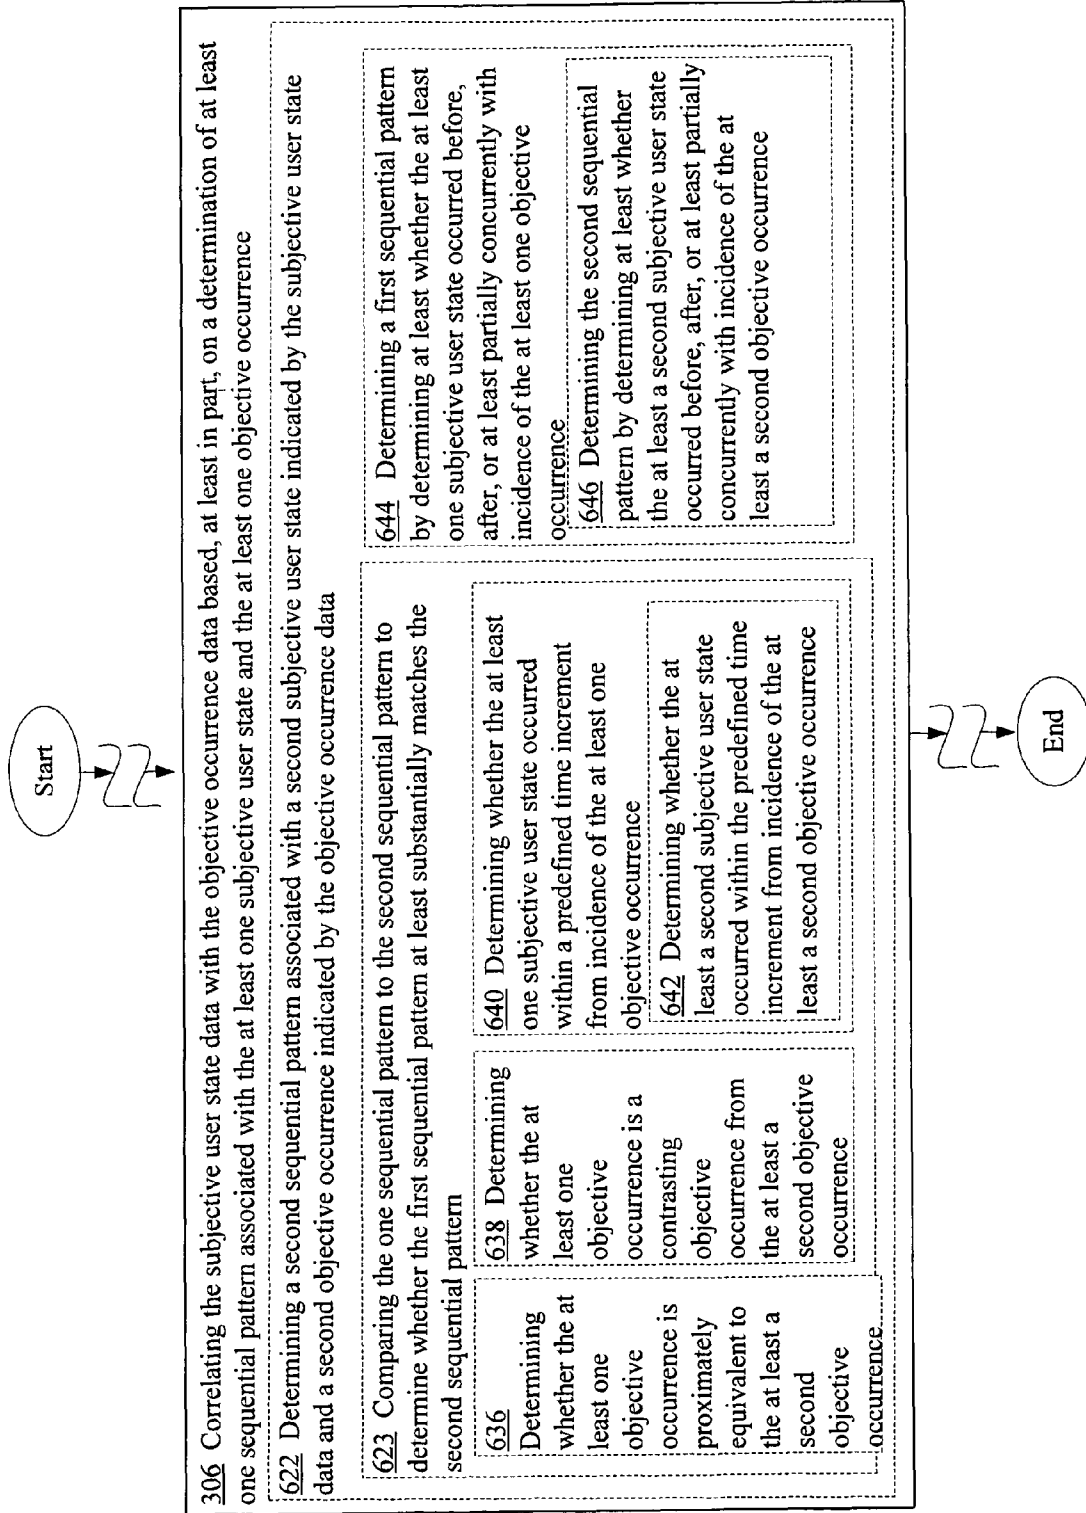 Start
306 Correlating the subjective user state data with the objective occurrence data based, at least in part, on a determination of at least
one sequential pattern associated with the at least one subjective user state and the at least one objective occurrence
622 Determining a second sequential pattern associated with a second subjective user state indicated by the subjective user state
data and a second objective occurrence indicated by the objective occurrence data
623 Comparing the one sequential pattern to the second sequential pattern to
determine whether the first sequential pattern at least substantially matches the
second sequential pattern
636
Determining
whether the at
least one
objective
occurrence is
proximately
equivalent to
the at least a
second
objective
occurrence
638 Determining
whether the at
least one
objective
occurrence is a
contrasting
objective
occurrence from
the at least a
second objective
occurrence
640 Determining whether the at least
one subjective user state occurred
within a predefined time increment
from incidence of the at least one
objective occurrence
642 Determining whether the at
least a second subjective user state
occurred within the predefined time
increment from incidence of the at
least a second objective occurrence
644 Determining a first sequential pattern
by determining at least whether the at least
one subjective user state occurred before,
after, or at least partially concurrently with
incidence of the at least one objective
occurrence
646 Determining the second sequential
pattern by determining at least whether
the at least a second subjective user state
occurred before, after, or at least partially
concurrently with incidence of the at
least a second objective occurrence
End